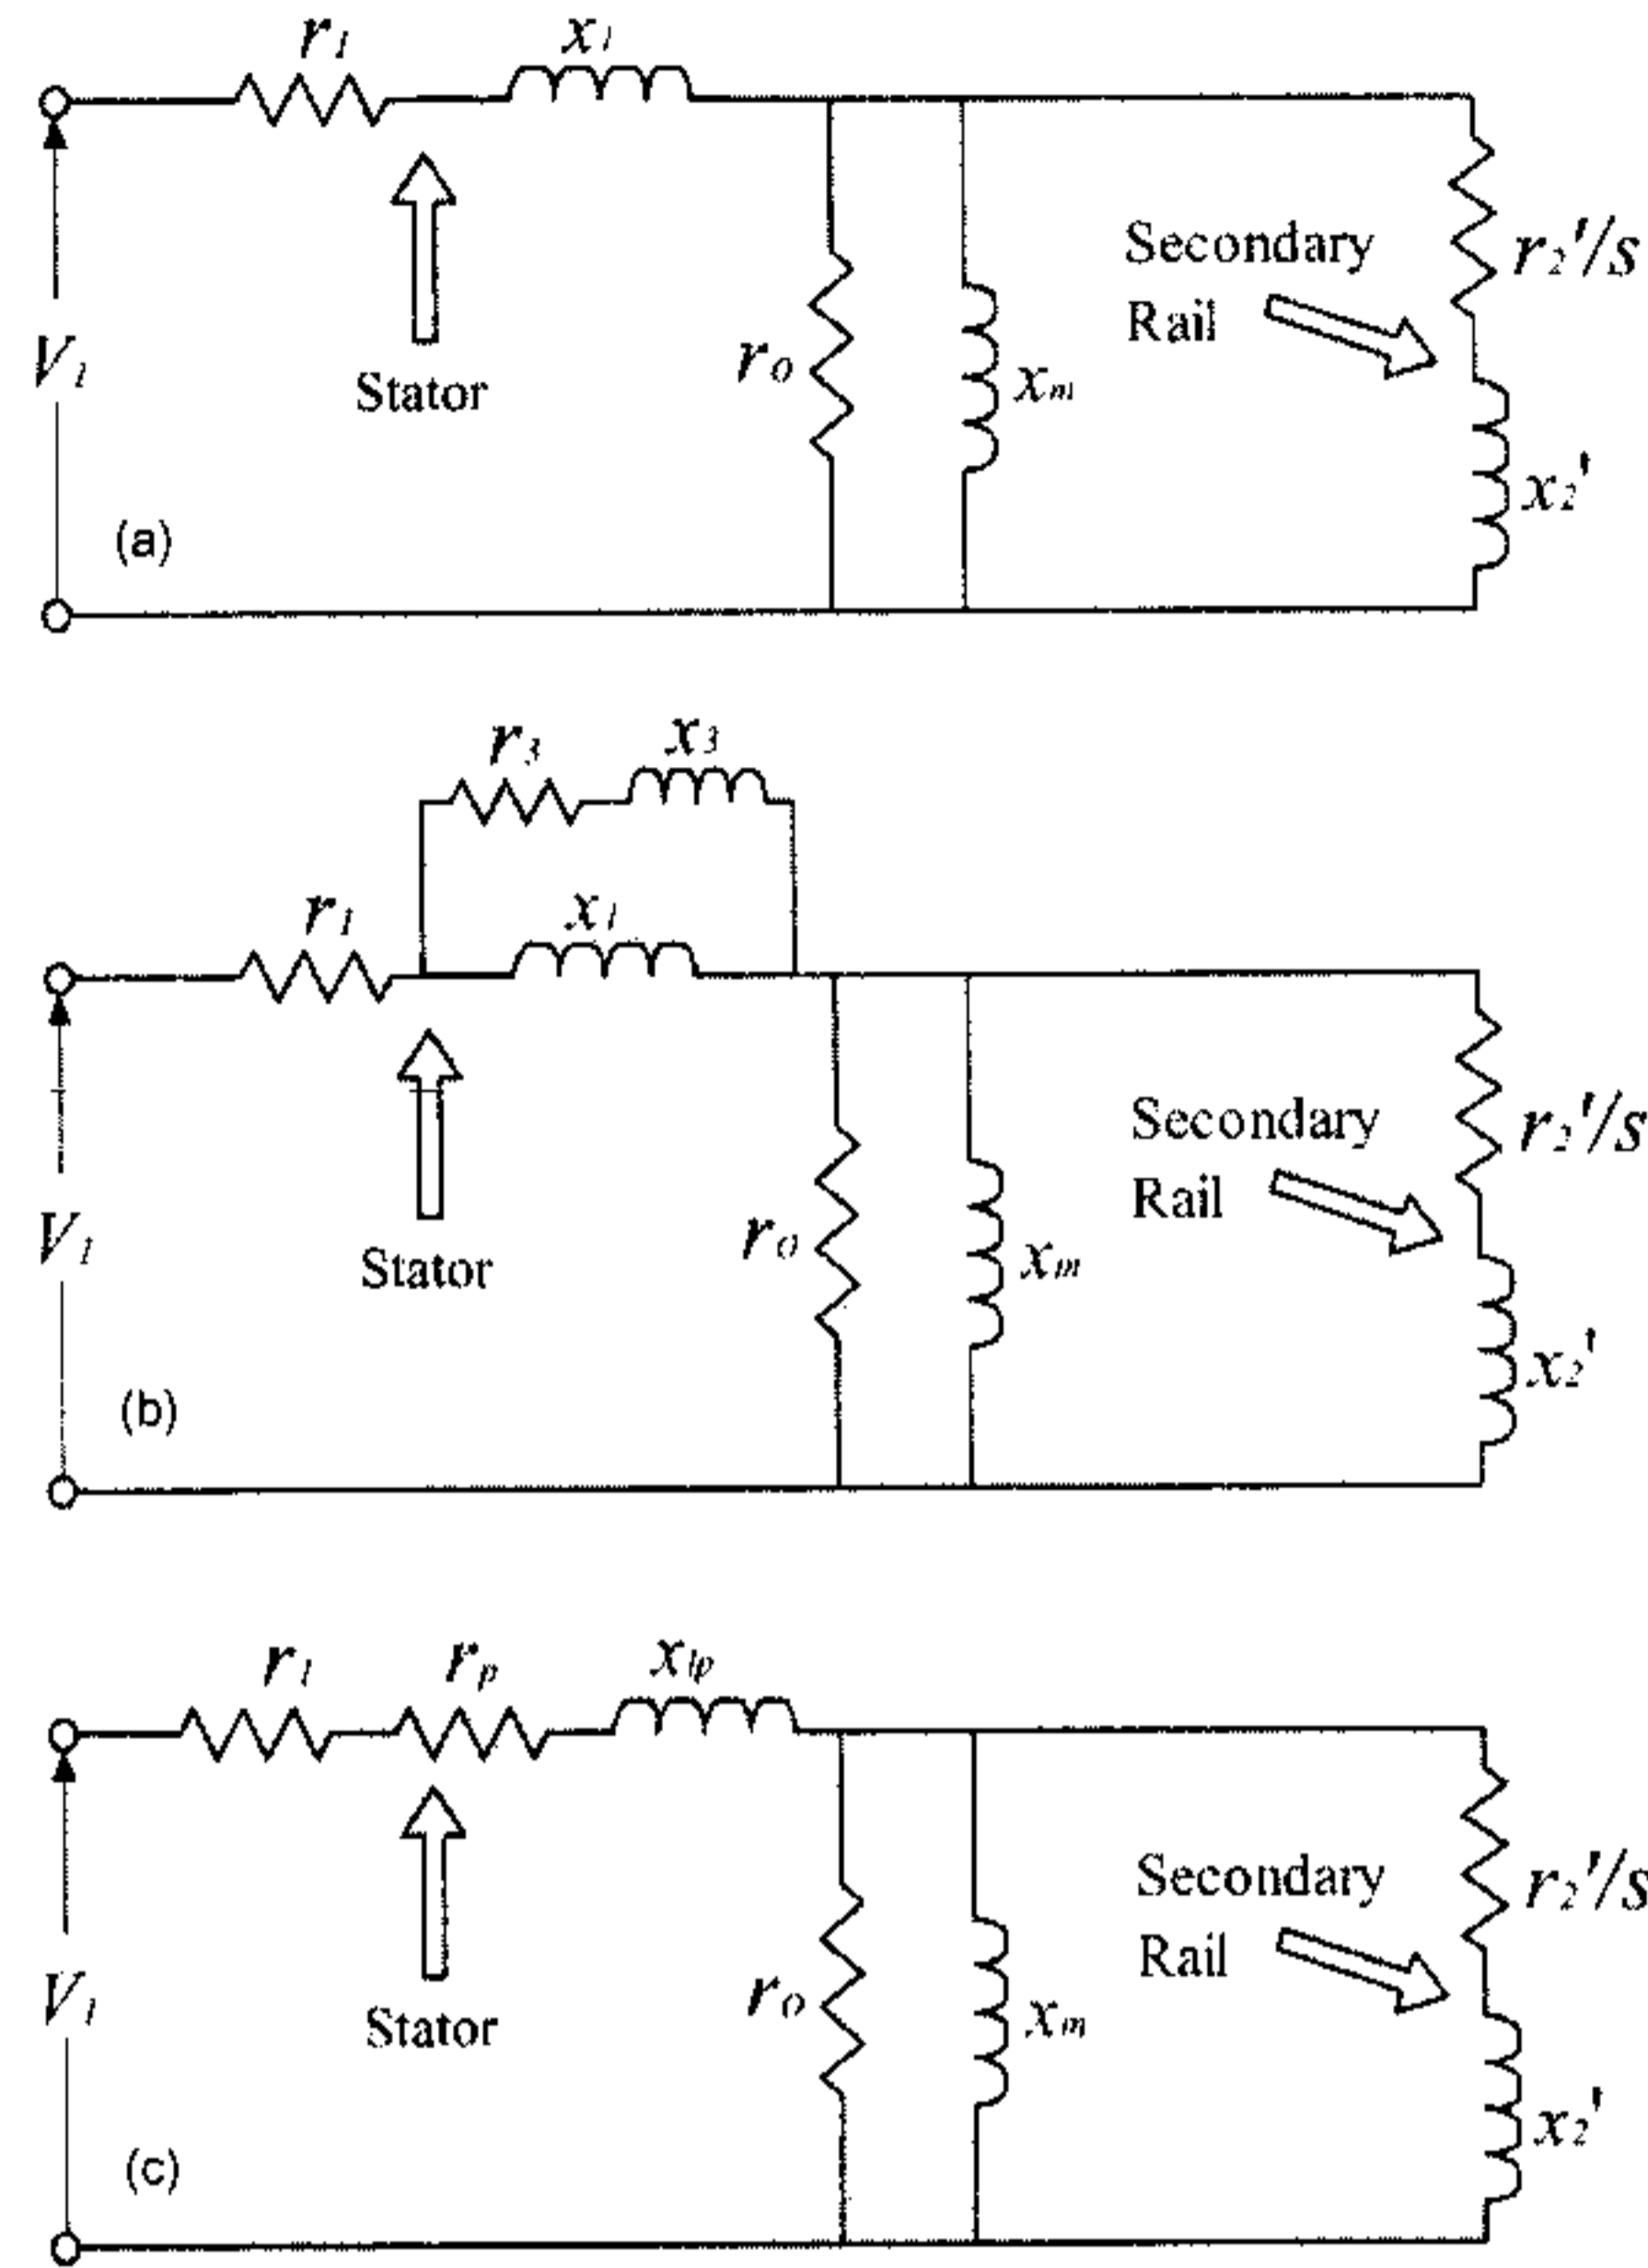 r₁ x₁
V₁
Stator
r₀
xₘ
Secondary
Rail
r₂'/s
x₂'
(a)
r₃ x₃
r₁ x₁
V₁
Stator
r₀
xₘ
Secondary
Rail
r₂'/s
x₂'
(b)
r₁ rₚ x₁ₚ
V₁
Stator
r₀
xₘ
Secondary
Rail
r₂'/s
x₂'
(c)